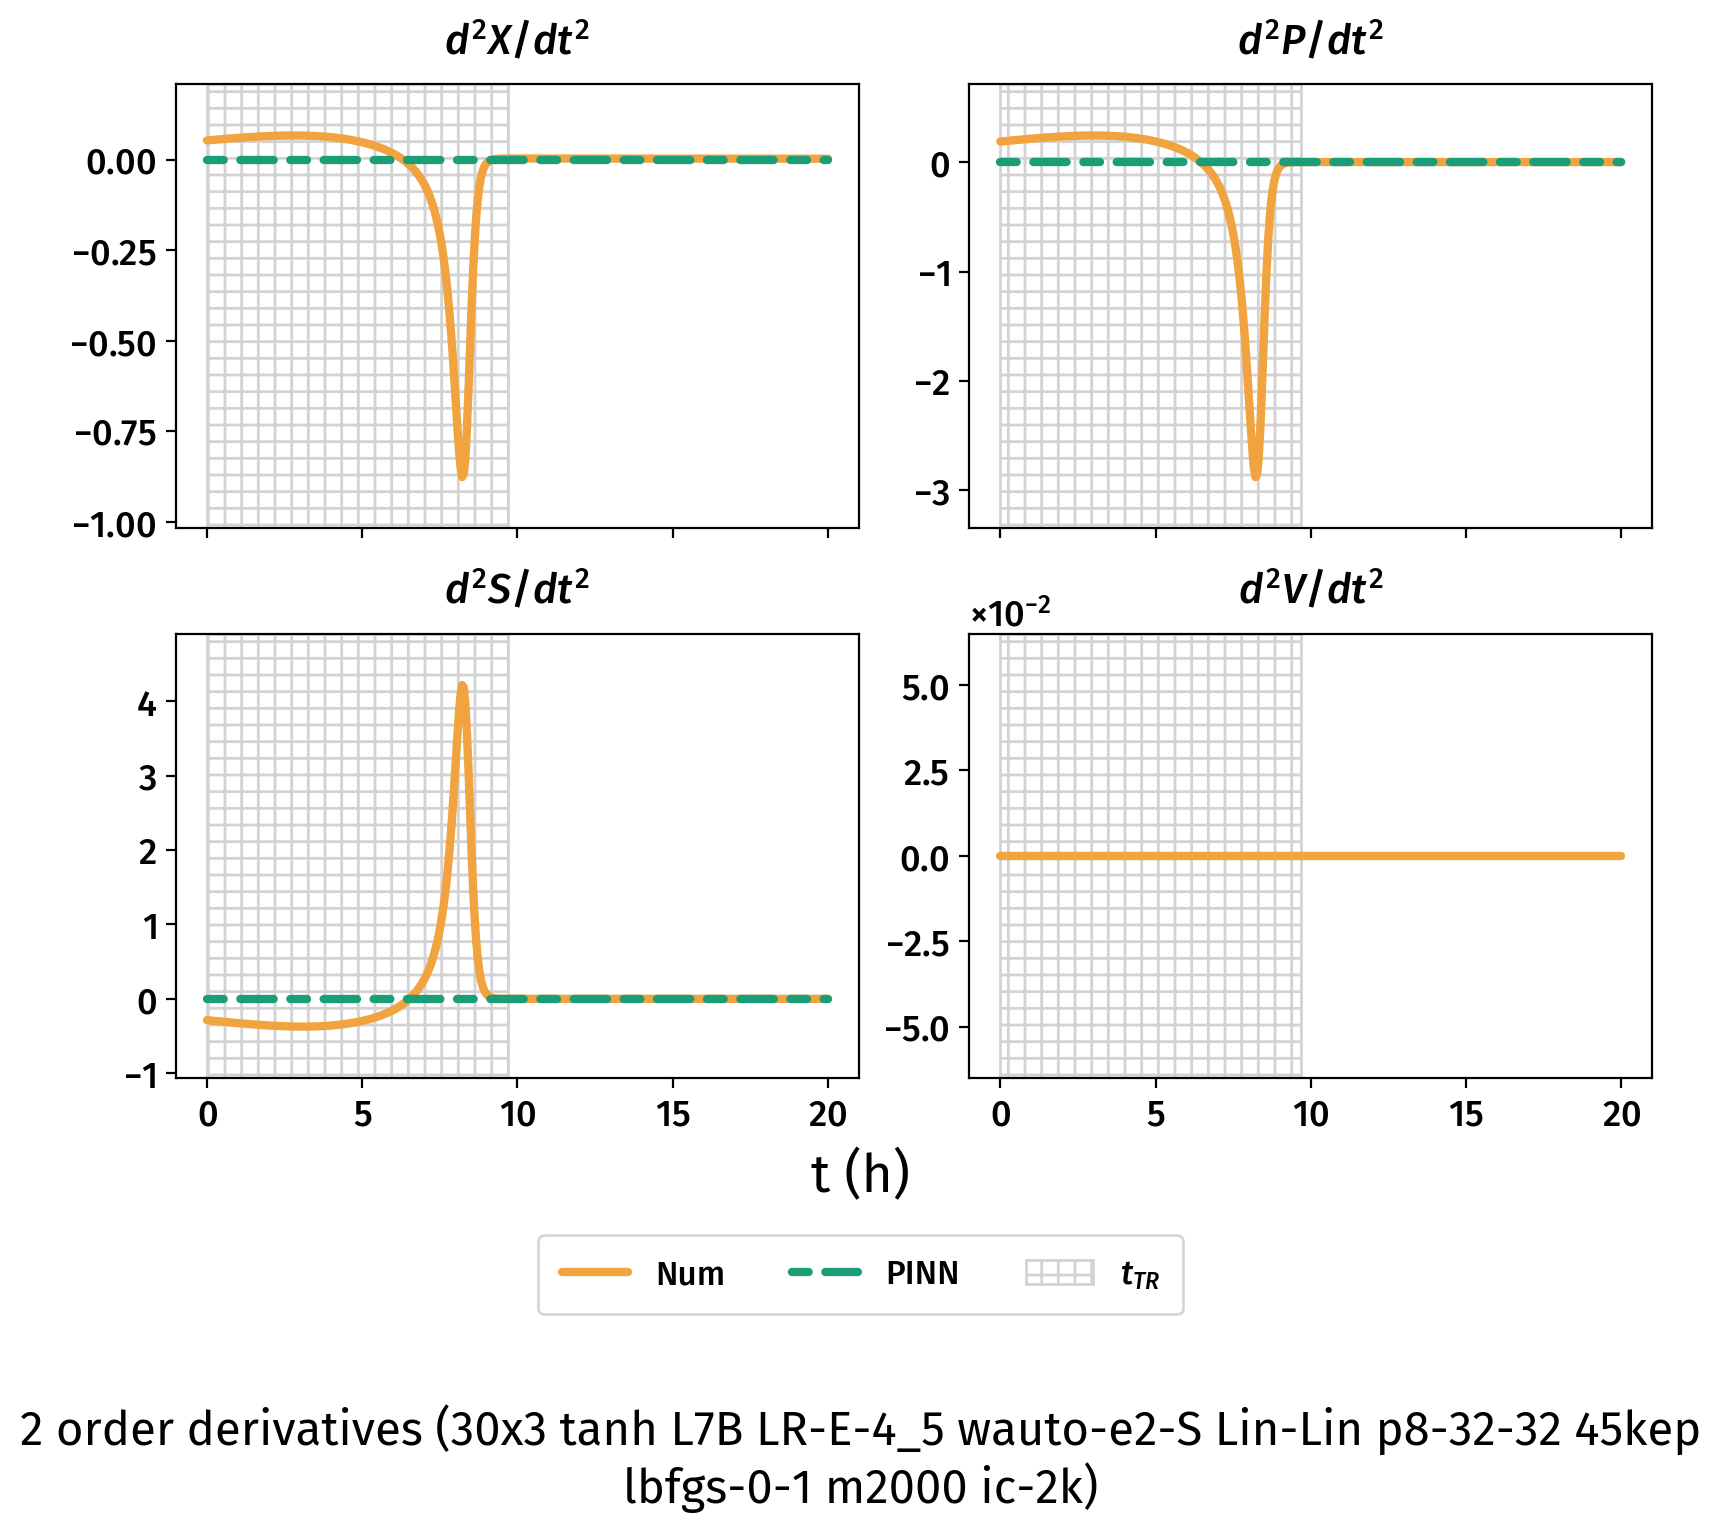 d²X/dt²
d²P/dt²
0.00
−0.25
−0.50
−0.75
−1.00
0
−1
−2
−3
d²S/dt²
d²V/dt²
×10⁻²
4
3
2
1
0
−1
5.0
2.5
0.0
−2.5
−5.0
0 5 10 15 20
0 5 10 15 20
t (h)
Num PINN t_TR
2 order derivatives (30x3 tanh L7B LR-E-4_5 wauto-e2-S Lin-Lin p8-32-32 45kep
lbfgs-0-1 m2000 ic-2k)